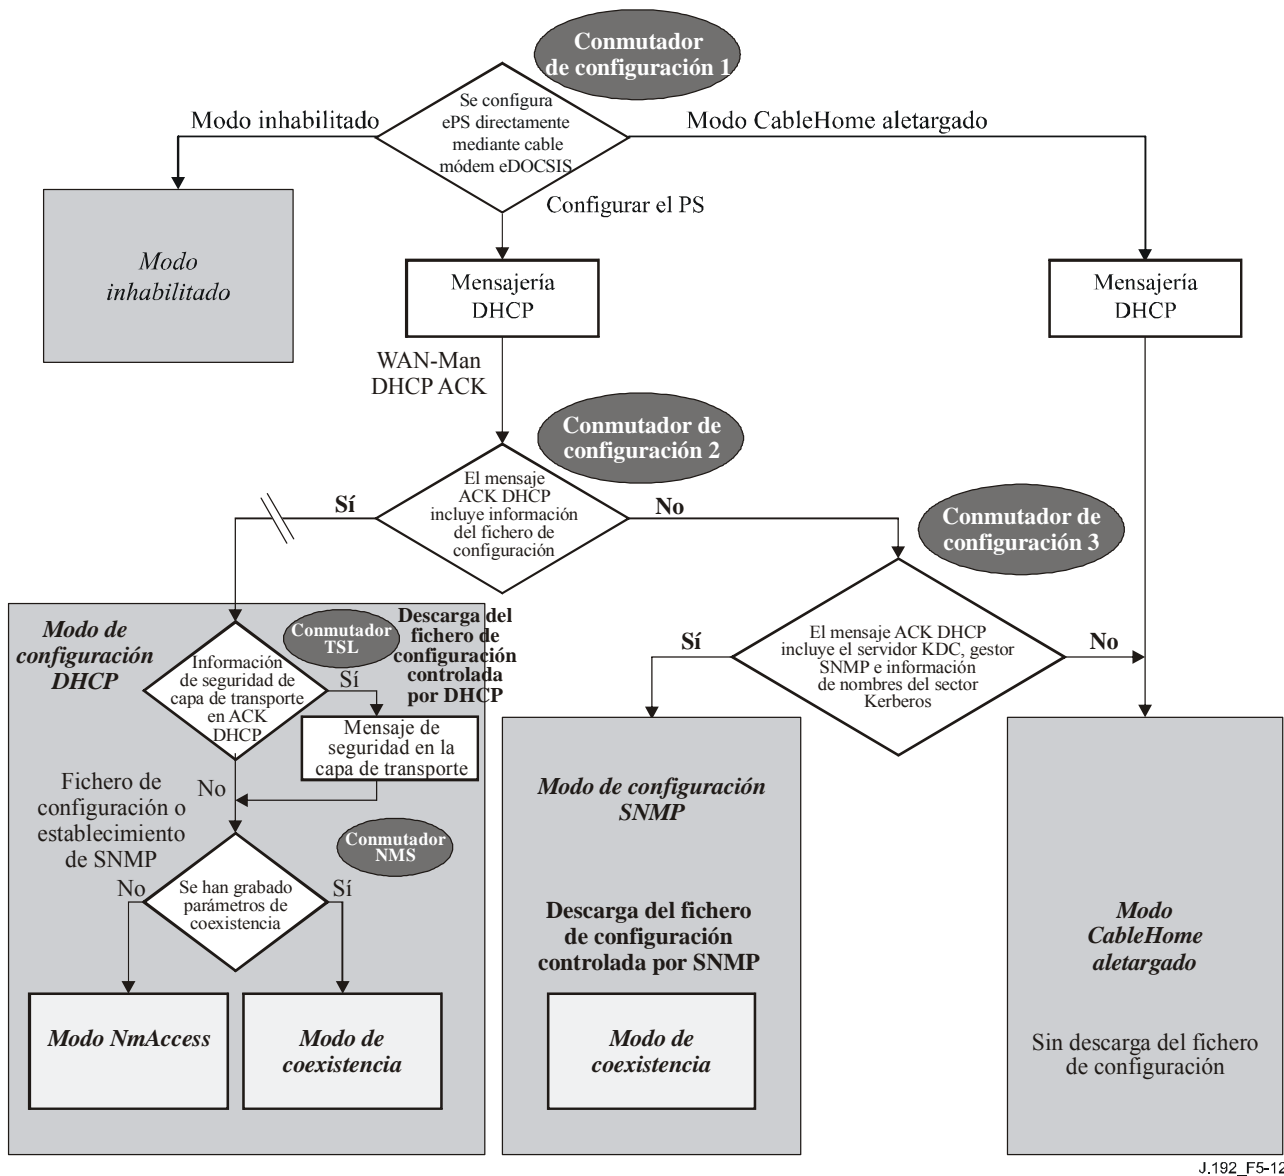 Conmutador
de configuración 1
Se configura
ePS directamente
mediante cable
módem eDOCSIS
Modo inhabilitado
Modo CableHome aletargado
Configurar el PS
Modo
inhabilitado
Mensajería
DHCP
Mensajería
DHCP
WAN-Man
DHCP ACK
Conmutador de
configuración 2
El mensaje
ACK DHCP
incluye información
del fichero de
configuración
Sí
No
Conmutador de
configuración 3
El mensaje ACK DHCP
incluye el servidor KDC, gestor
SNMP e información
de nombres del sector
Kerberos
Sí
No
Modo de
configuración
DHCP
Conmutador
TSL
Descarga del
fichero de
configuración
controlada
por DHCP
Información
de seguridad de
capa de transporte
en ACK
DHCP
Sí
Mensaje de
seguridad en la
capa de transporte
No
Fichero de
configuración o
establecimiento
de SNMP
Conmutador
NMS
Se han grabado
parámetros de
coexistencia
No
Sí
Modo NmAccess
Modo de
coexistencia
Modo de configuración
SNMP
Descarga del fichero
de configuración
controlada por SNMP
Modo de
coexistencia
Modo
CableHome
aletargado
Sin descarga del fichero
de configuración
J.192_F5-12